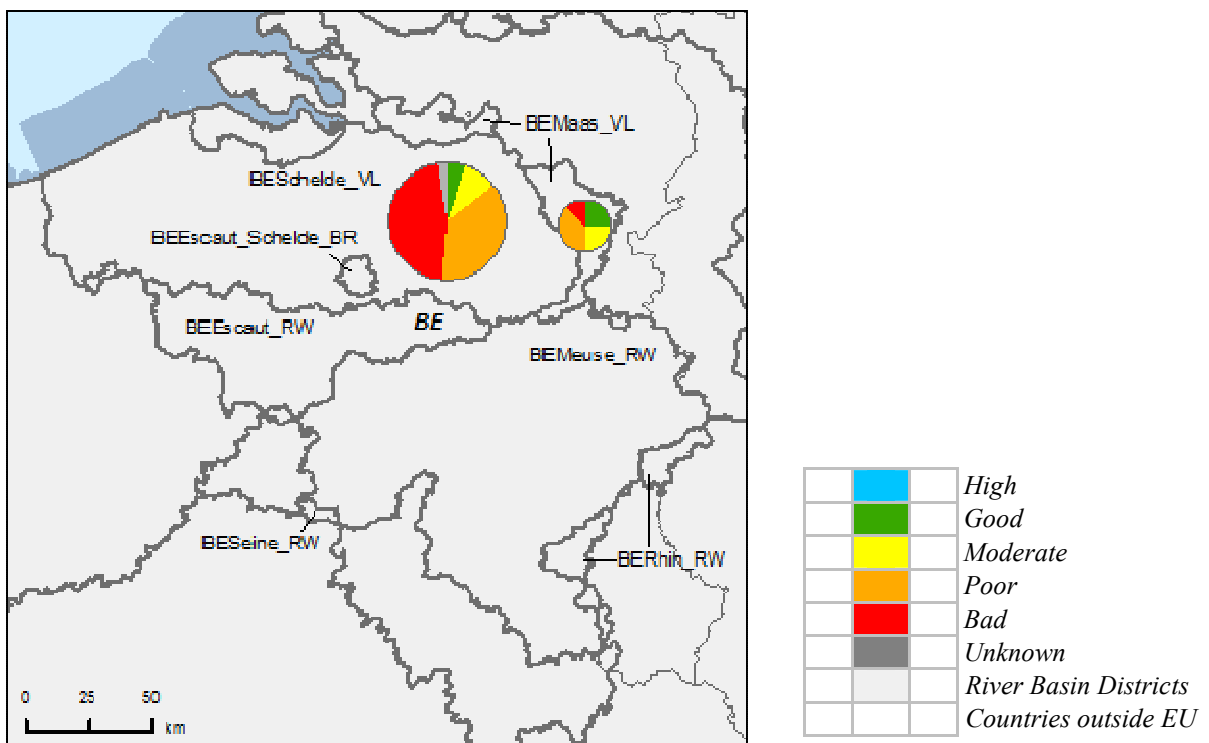 BEMaas_VL
BESchelde_VL
BEEscaut_Schelde_BR
BEEscaut_RW
BE
BEMeuse_RW
BESeine_RW
BERhin_RW
0 25 50
km
High
Good
Moderate
Poor
Bad
Unknown
River Basin Districts
Countries outside EU